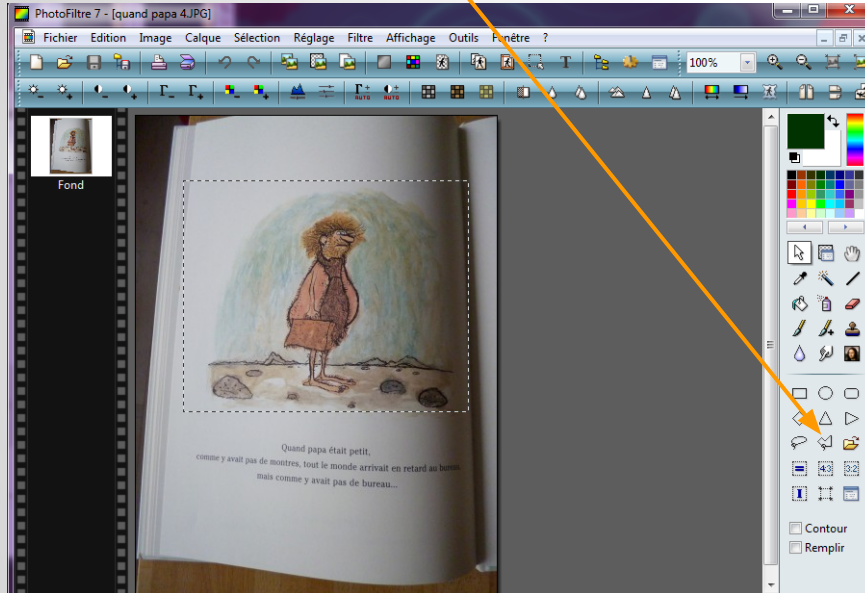 PhotoFiltre 7 - [quand papa 4.JPG]
Fichier Edition Image Calque Sélection Réglage Filtre Affichage Outils Fenêtre ?
T 100%
AUTO AUTO
Fond
Quand papa était petit,
comme y avait pas de montres, tout le monde arrivait en retard au bureau,
mais comme y avait pas de bureau...
4:3 3:2
Contour
Remplir